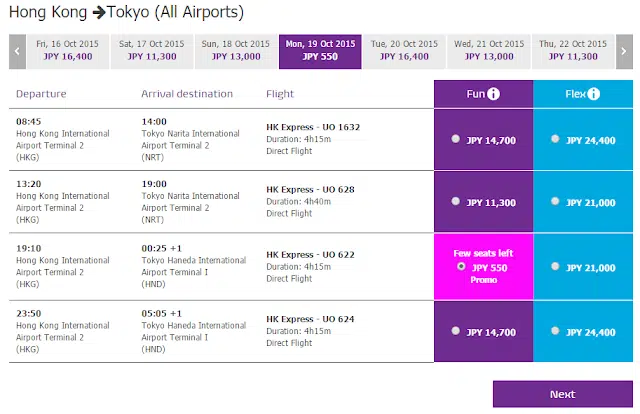 Hong Kong ➔Tokyo (All Airports)
Fri, 16 Oct 2015 Sat, 17 Oct 2015 Sun, 18 Oct 2015 Mon, 19 Oct 2015 Tue, 20 Oct 2015 Wed, 21 Oct 2015 Thu, 22 Oct 2015
JPY 16,400 JPY 11,300 JPY 13,000 JPY 550 JPY 16,400 JPY 13,000 JPY 11,300
Departure Arrival destination Flight Fun Flex
08:45 14:00 HK Express - UO 1632
Hong Kong International Tokyo Narita International Duration: 4h15m JPY 14,700 JPY 24,400
Airport Terminal 2 Airport Terminal 2 Direct Flight
(HKG) (NRT)
13:20 19:00 HK Express - UO 628
Hong Kong International Tokyo Narita International Duration: 4h40m JPY 11,300 JPY 21,000
Airport Terminal 2 Airport Terminal 2 Direct Flight
(HKG) (NRT)
19:10 00:25 +1 HK Express - UO 622 Few seats left
Hong Kong International Tokyo Haneda International Duration: 4h15m JPY 550 JPY 21,000
Airport Terminal 2 Airport Terminal I Direct Flight Promo
(HKG) (HND)
23:50 05:05 +1 HK Express - UO 624
Hong Kong International Tokyo Haneda International Duration: 4h15m JPY 14,700 JPY 24,400
Airport Terminal 2 Airport Terminal I Direct Flight
(HKG) (HND)
Next